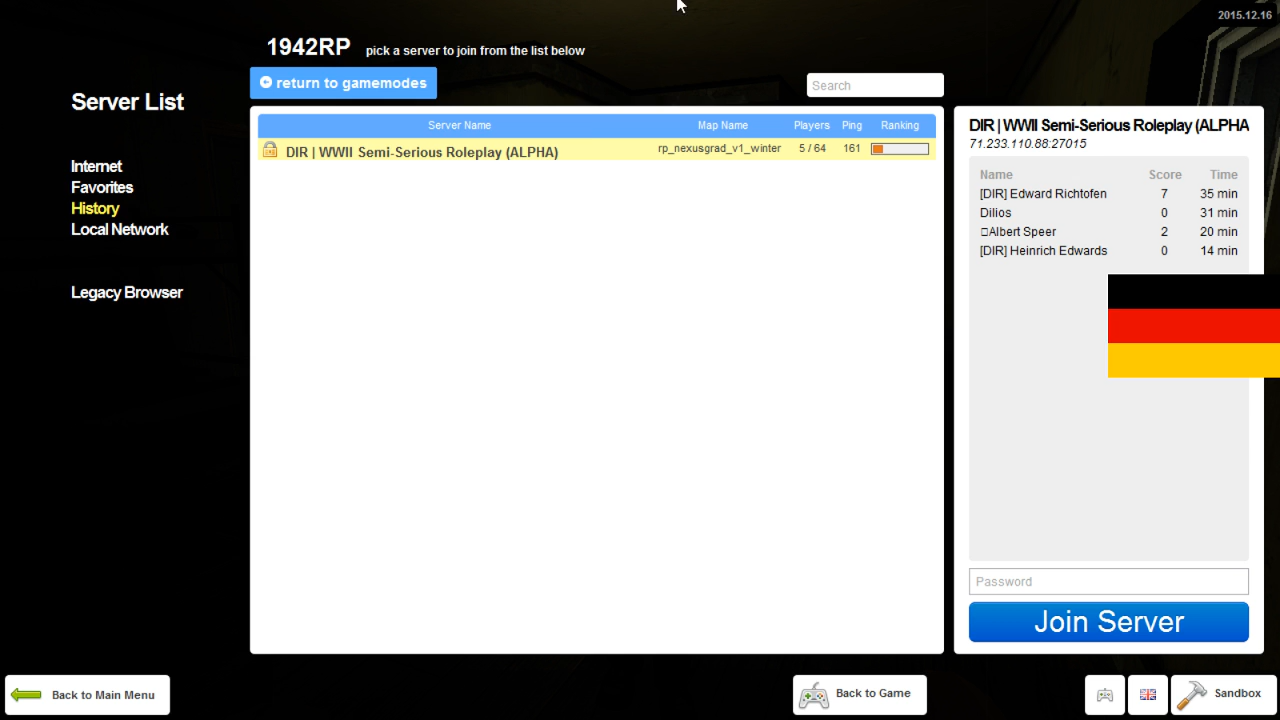 2015.12.16
1942RP pick a server to join from the list below
return to gamemodes
Search
Server List
Internet
Favorites
History
Local Network
Legacy Browser
Server Name Map Name Players Ping Ranking
DIR | WWII Semi-Serious Roleplay (ALPHA) rp_nexusgrad_v1_winter 5 / 64 161
DIR | WWII Semi-Serious Roleplay (ALPHA
71.233.110.88:27015
Name Score Time
[DIR] Edward Richtofen 7 35 min
Dilios 0 31 min
Albert Speer 2 20 min
[DIR] Heinrich Edwards 0 14 min
Password
Join Server
Back to Main Menu
Back to Game
Sandbox